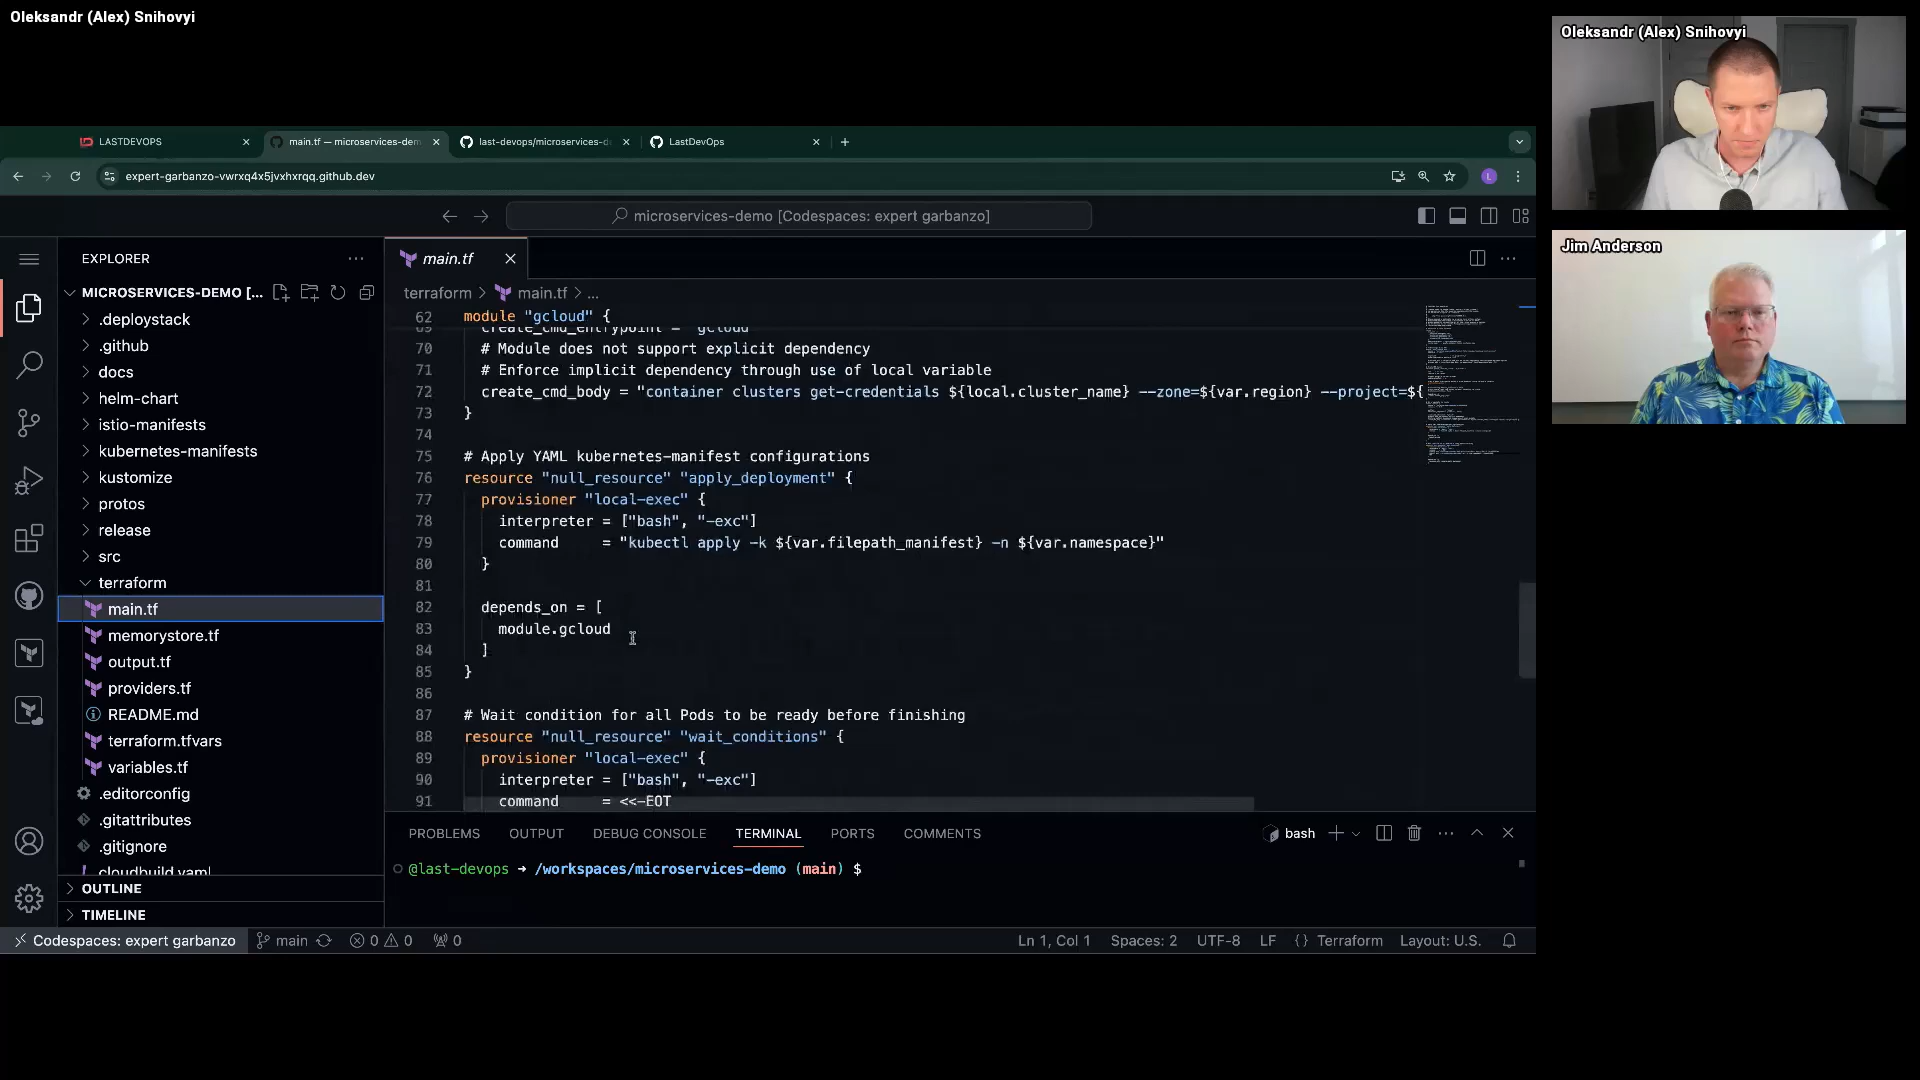 Oleksandr (Alex) Snihovyi
Oleksandr (Alex) Snihovyi
Jim Anderson
LASTDEVOPS
main.tf — microservices-dem
last-devops/microservices-d
LastDevOps
expert-garbanzo-vwrxq4x5jvxhxrqq.github.dev
L
microservices-demo [Codespaces: expert garbanzo]
EXPLORER
MICROSERVICES-DEMO [...
.deploystack
.github
docs
helm-chart
istio-manifests
kubernetes-manifests
kustomize
protos
release
src
terraform
main.tf
memorystore.tf
output.tf
providers.tf
README.md
terraform.tfvars
variables.tf
.editorconfig
.gitattributes
.gitignore
cloudbuild.yaml
OUTLINE
TIMELINE
main.tf
terraform > main.tf > ...
62 module "gcloud" {
69 create_cmd_entrypoint = "gcloud"
70 # Module does not support explicit dependency
71 # Enforce implicit dependency through use of local variable
72 create_cmd_body = "container clusters get-credentials ${local.cluster_name} --zone=${var.region} --project=${
73 }
74
75 # Apply YAML kubernetes-manifest configurations
76 resource "null_resource" "apply_deployment" {
77 provisioner "local-exec" {
78 interpreter = ["bash", "-exc"]
79 command = "kubectl apply -k ${var.filepath_manifest} -n ${var.namespace}"
80 }
81
82 depends_on = [
83 module.gcloud
84 ]
85 }
86
87 # Wait condition for all Pods to be ready before finishing
88 resource "null_resource" "wait_conditions" {
89 provisioner "local-exec" {
90 interpreter = ["bash", "-exc"]
91 command = <<-EOT
PROBLEMS OUTPUT DEBUG CONSOLE TERMINAL PORTS COMMENTS
bash
@last-devops ➜ /workspaces/microservices-demo (main) $
Codespaces: expert garbanzo main 0 0 0
Ln 1, Col 1 Spaces: 2 UTF-8 LF {} Terraform Layout: U.S.